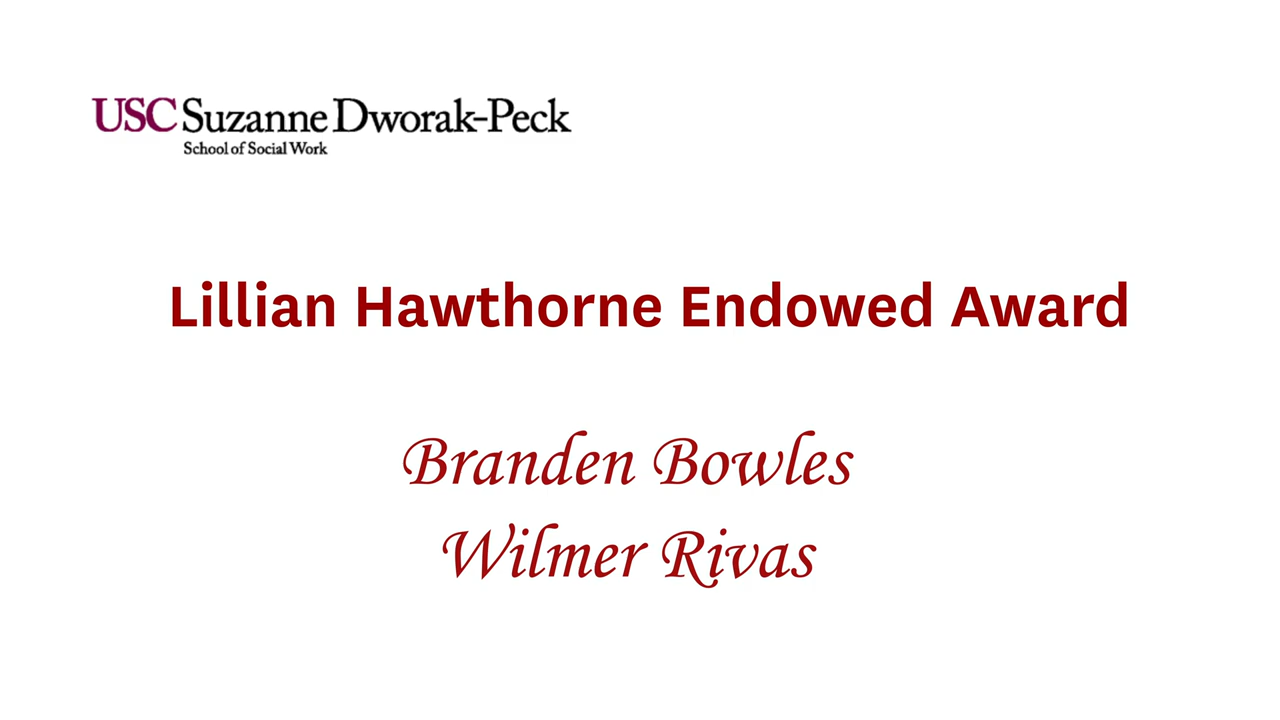 USC Suzanne Dworak-Peck
School of Social Work
Lillian Hawthorne Endowed Award
Branden Bowles
Wilmer Rivas